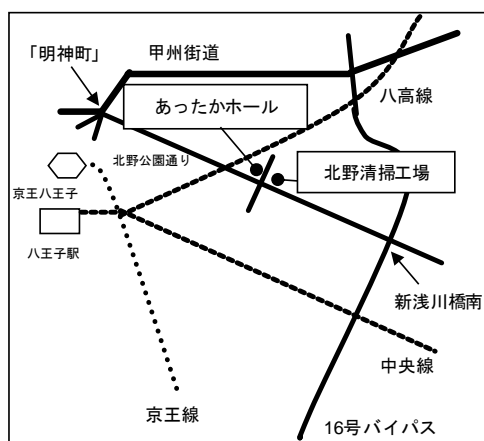 「明神町」
甲州街道
八高線
あったかホール
北野公園通り
北野清掃工場
京王八王子
八王子駅
新浅川橋南
中央線
京王線
16号バイパス